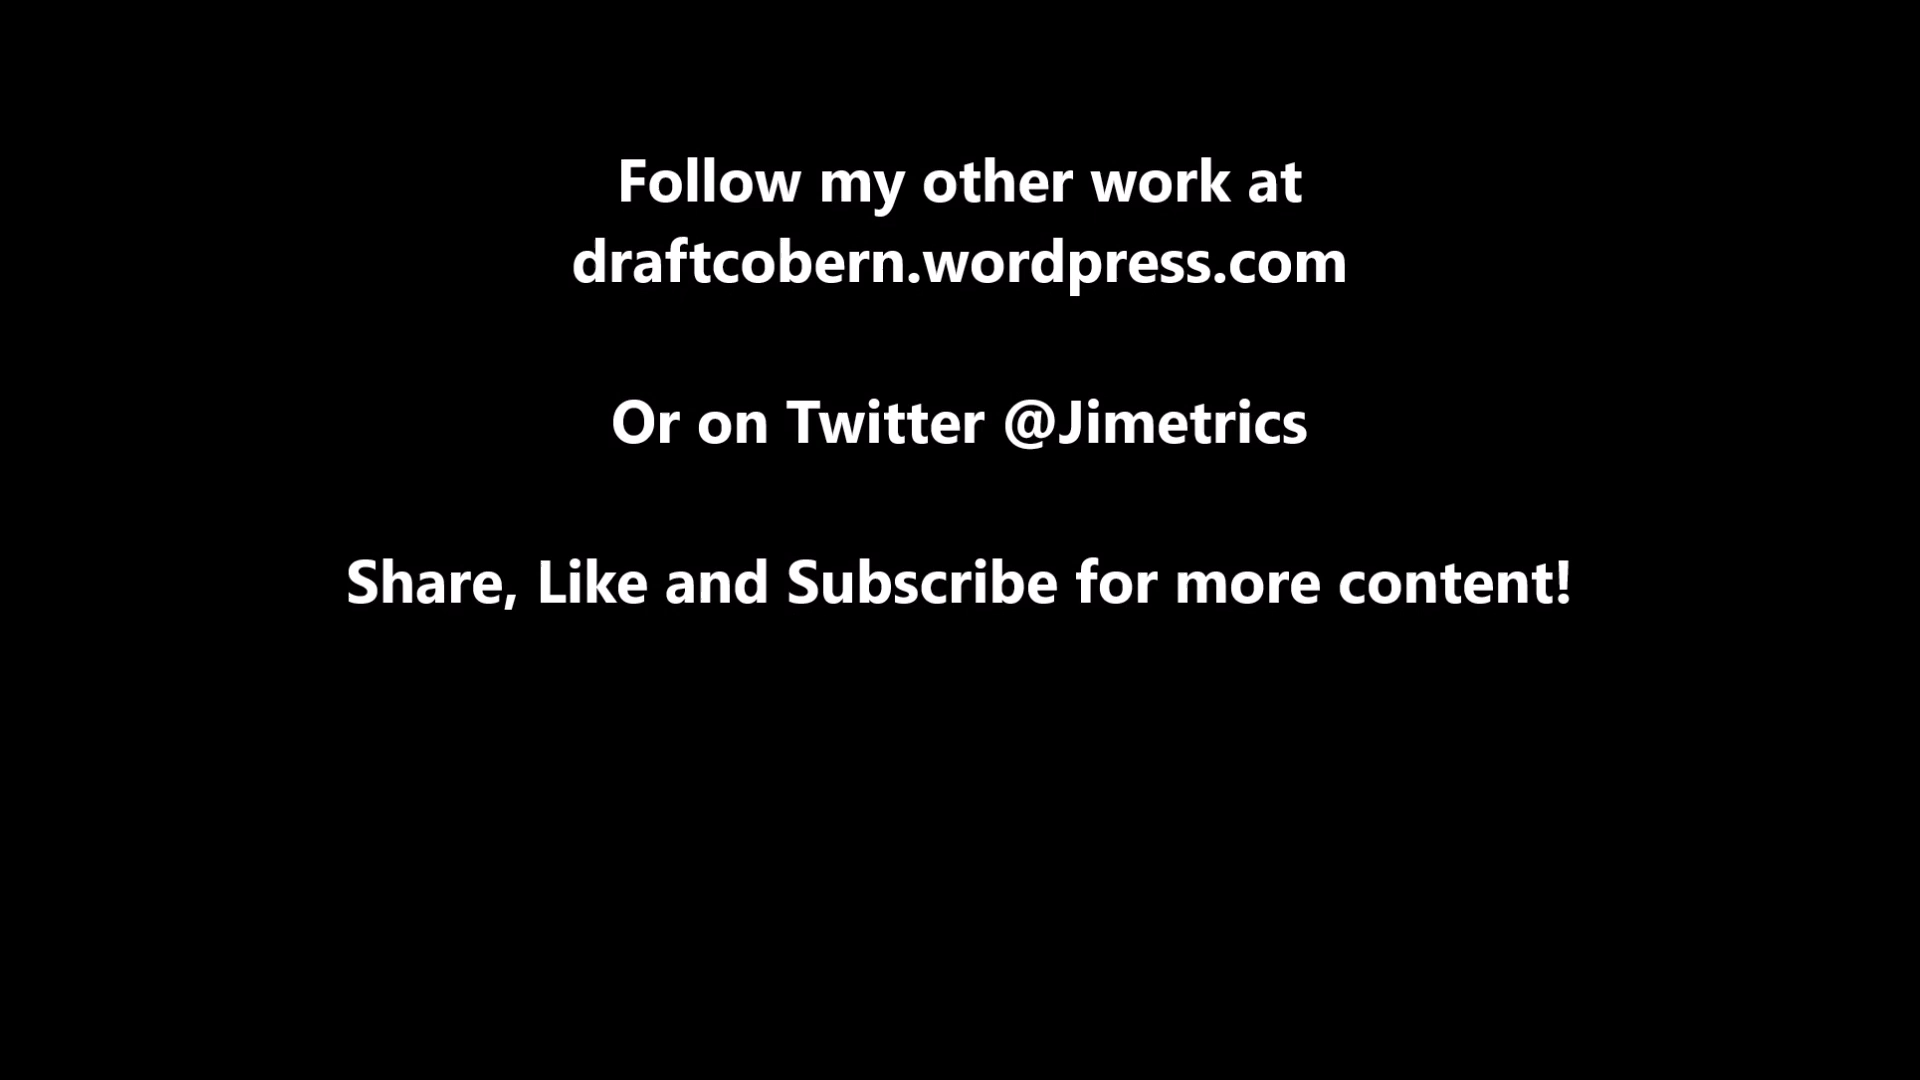 Follow my other work at
draftcobern.wordpress.com
Or on Twitter @Jimetrics
Share, Like and Subscribe for more content!